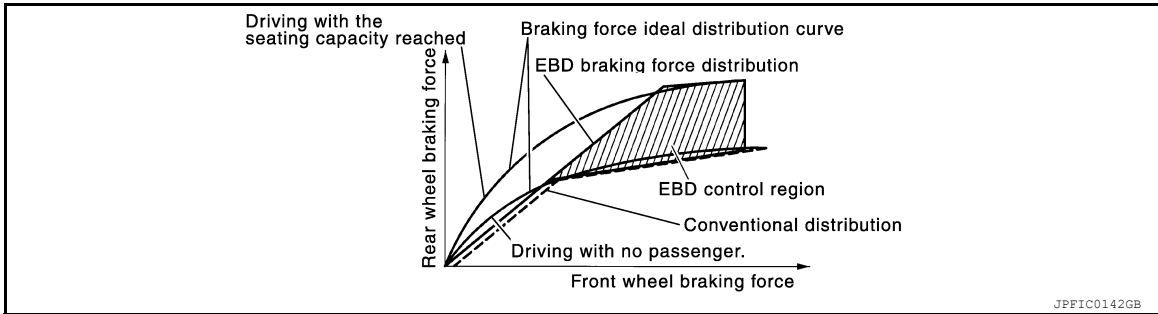 Driving with the
seating capacity reached
Braking force ideal distribution curve
EBD braking force distribution
Rear wheel braking force
EBD control region
Conventional distribution
Driving with no passenger.
Front wheel braking force
JPFIC0142GB